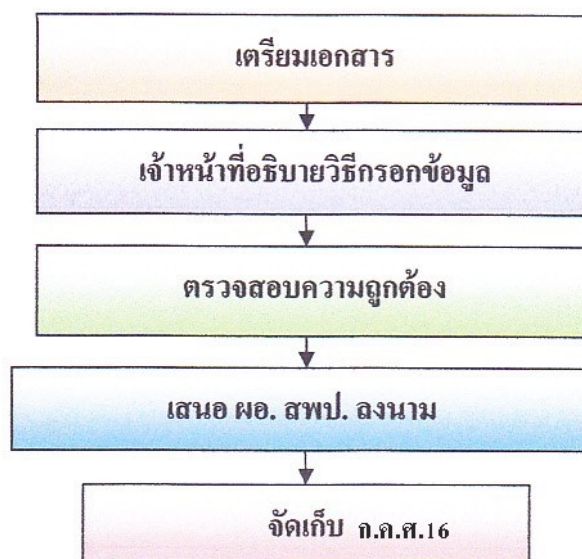 เตรียมเอกสาร
เจ้าหน้าที่อธิบายวิธีกรอกข้อมูล
ตรวจสอบความถูกต้อง
เสนอ ผอ. สพป. ลงนาม
จัดเก็บ ก.ค.ศ.16